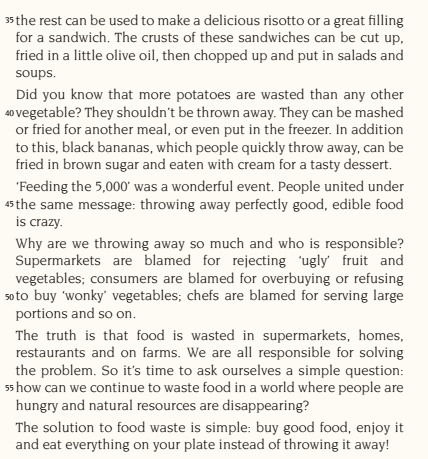 35 the rest can be used to make a delicious risotto or a great filling
for a sandwich. The crusts of these sandwiches can be cut up,
fried in a little olive oil, then chopped up and put in salads and
soups.
Did you know that more potatoes are wasted than any other
40 vegetable? They shouldn't be thrown away. They can be mashed
or fried for another meal, or even put in the freezer. In addition
to this, black bananas, which people quickly throw away, can be
fried in brown sugar and eaten with cream for a tasty dessert.
'Feeding the 5,000' was a wonderful event. People united under
45 the same message: throwing away perfectly good, edible food
is crazy.
Why are we throwing away so much and who is responsible?
Supermarkets are blamed for rejecting 'ugly' fruit and
vegetables; consumers are blamed for overbuying or refusing
50 to buy 'wonky' vegetables; chefs are blamed for serving large
portions and so on.
The truth is that food is wasted in supermarkets, homes,
restaurants and on farms. We are all responsible for solving
the problem. So it's time to ask ourselves a simple question:
55 how can we continue to waste food in a world where people are
hungry and natural resources are disappearing?
The solution to food waste is simple: buy good food, enjoy it
and eat everything on your plate instead of throwing it away!